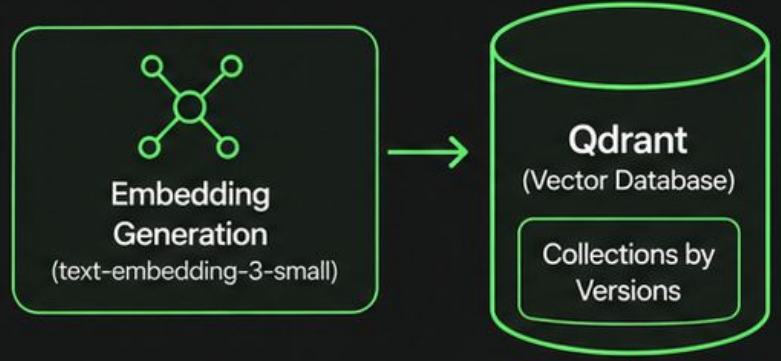 Embedding
Generation
(text-embedding-3-small)
Qdrant
(Vector Database)
Collections by
Versions